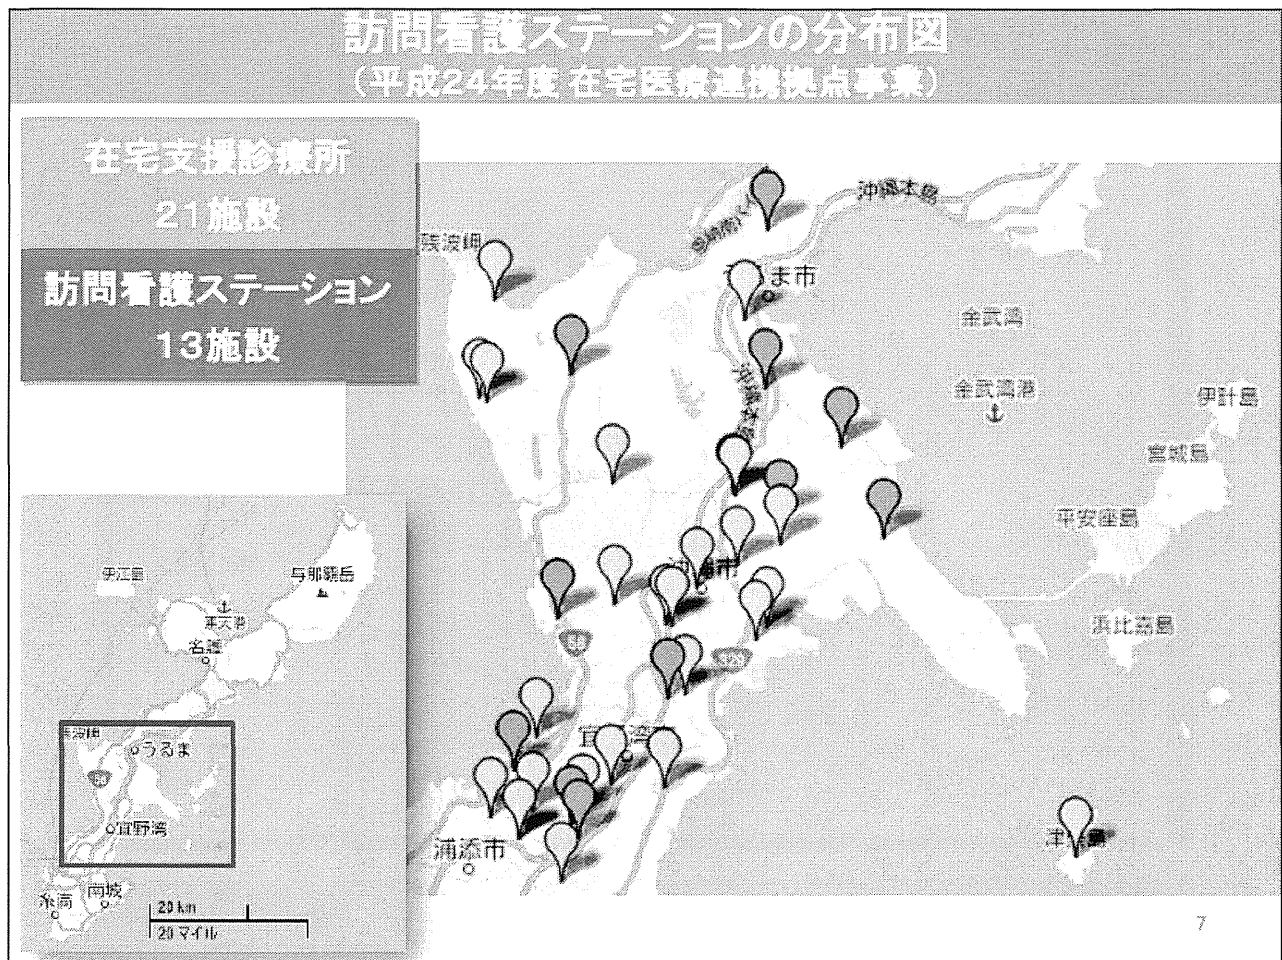 訪問看護ステーションの分布図
（平成24年度 在宅医療連携拠点事業）
在宅支援診療所
21施設
訪問看護ステーション
13施設
残波岬
沖縄本島
ま市
金武湾
沖縄本島
金武湾港
伊計島
宮城島
平安座島
浜比嘉島
58
329
宜 湾
浦添市
津 島
伊江島
与那覇岳
運天港
名護
残波岬
うるま
58
宜野湾
糸満
南城
20 km
20 マイル
7